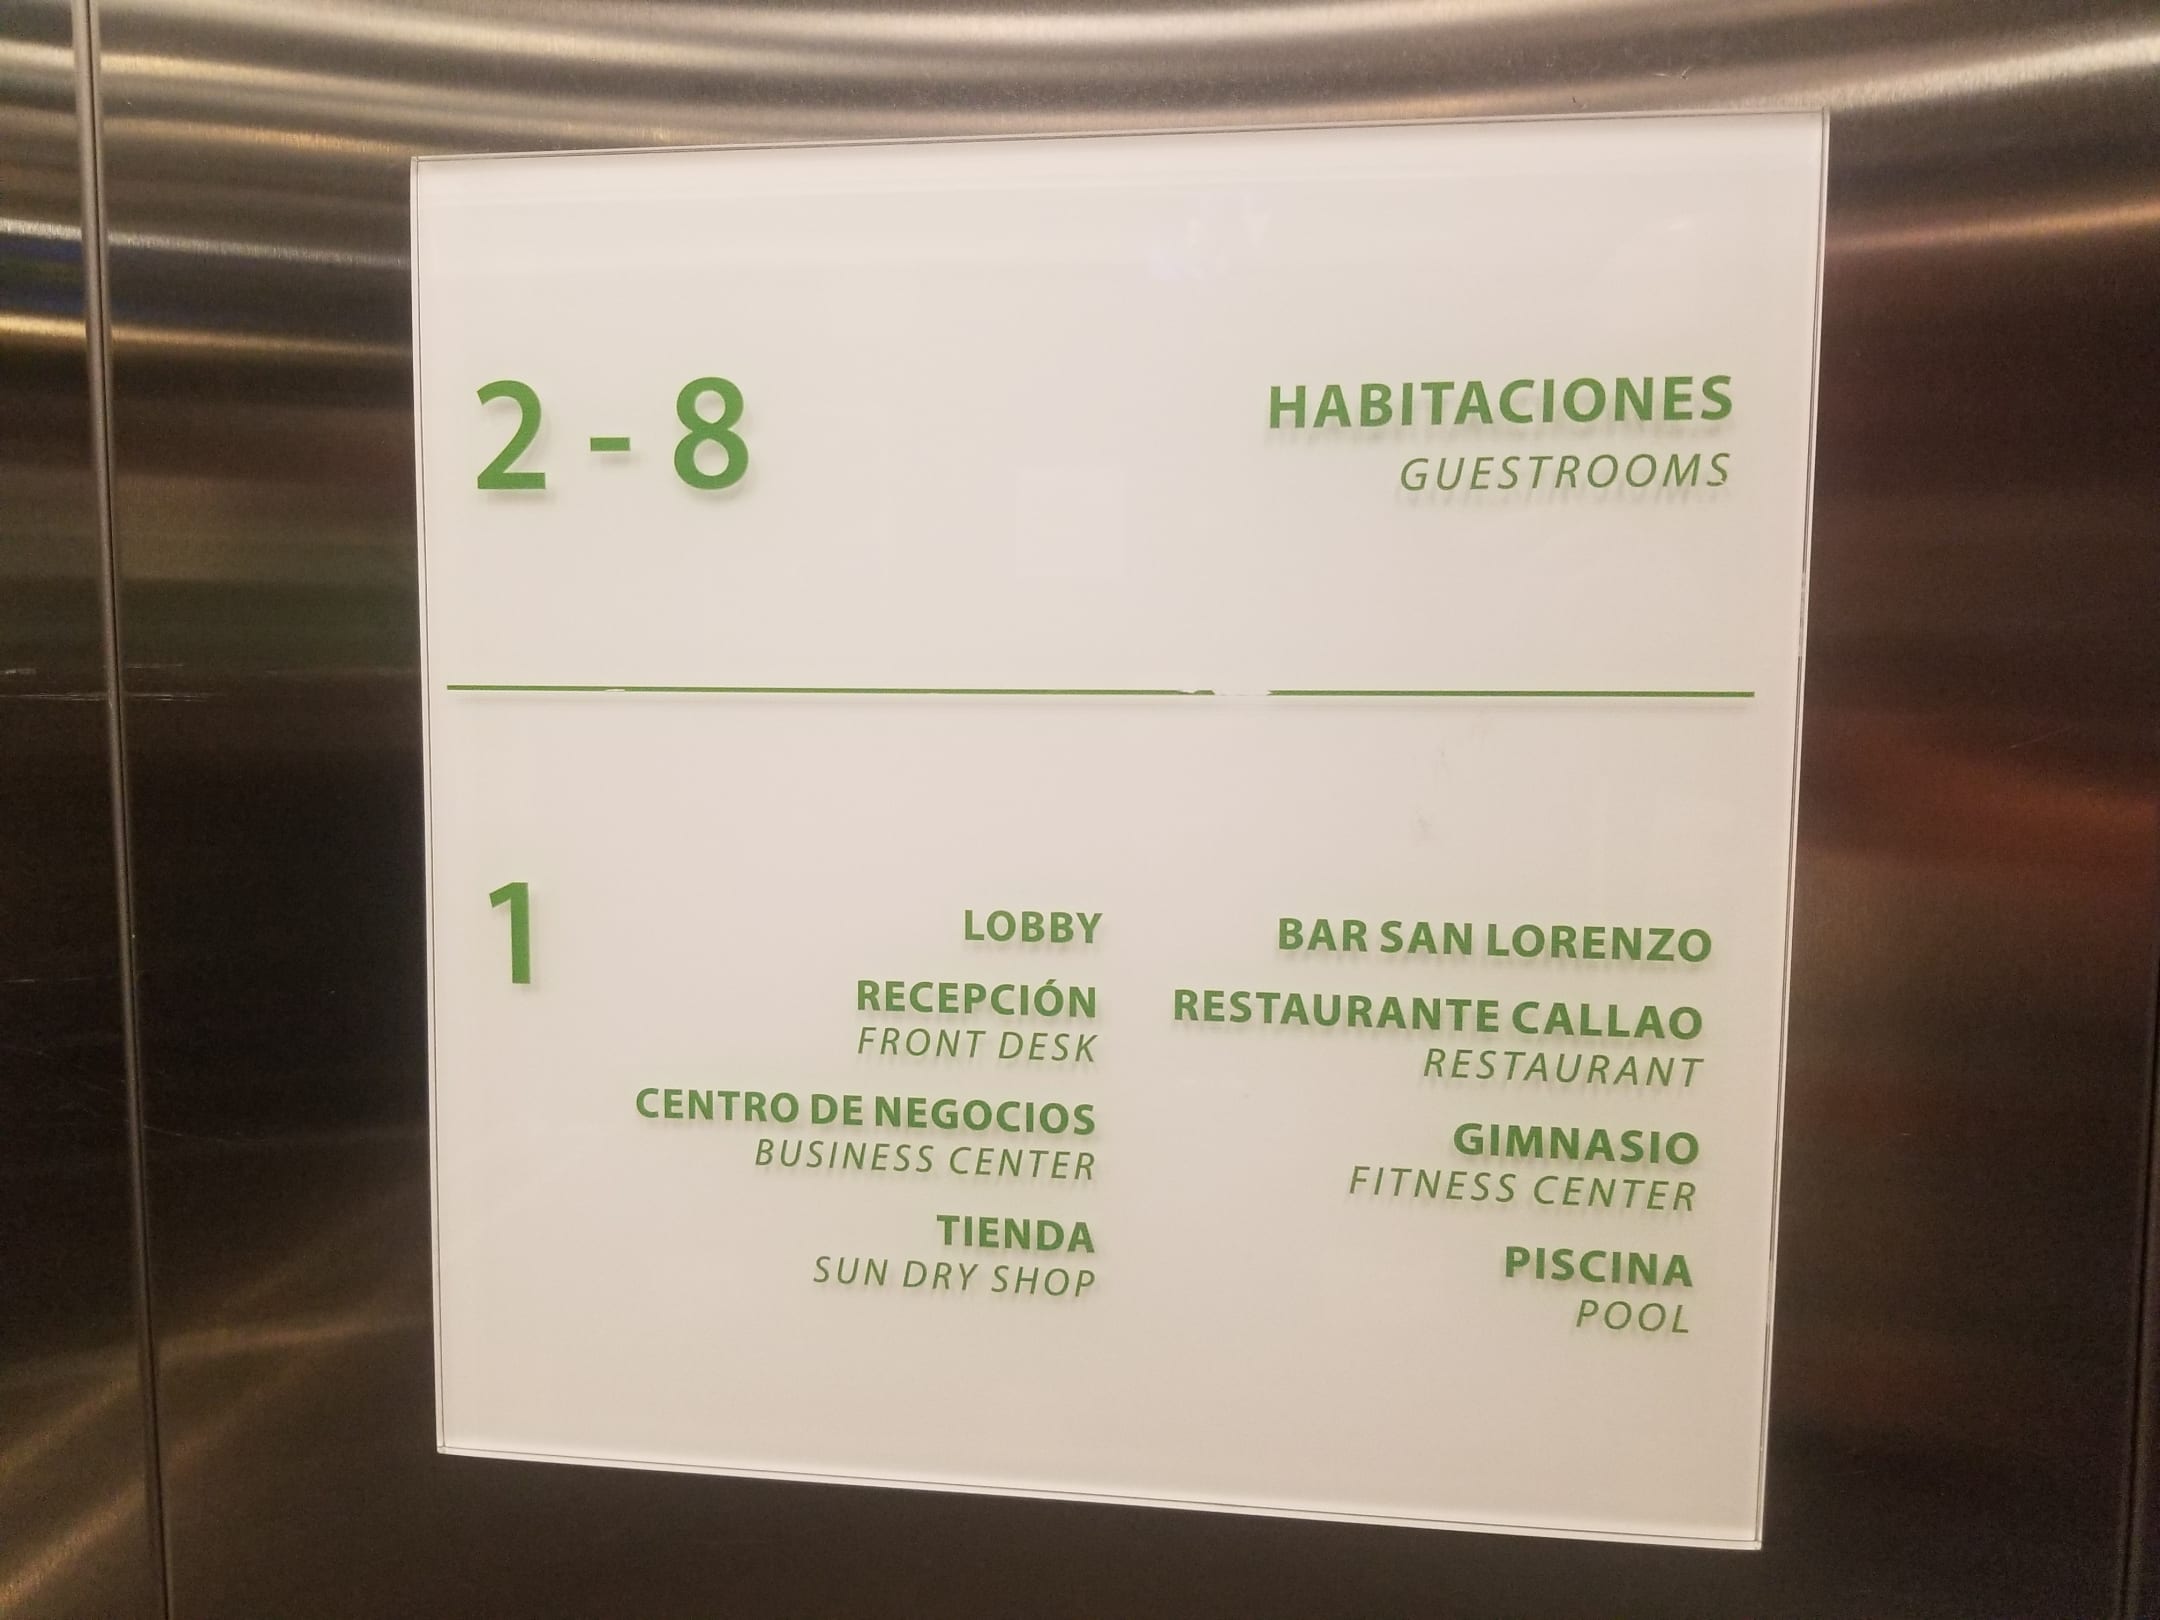 2 - 8
HABITACIONES
GUESTROOMS
1
LOBBY
RECEPCIÓN
FRONT DESK
CENTRO DE NEGOCIOS
BUSINESS CENTER
TIENDA
SUN DRY SHOP
BAR SAN LORENZO
RESTAURANTE CALLAO
RESTAURANT
GIMNASIO
FITNESS CENTER
PISCINA
POOL